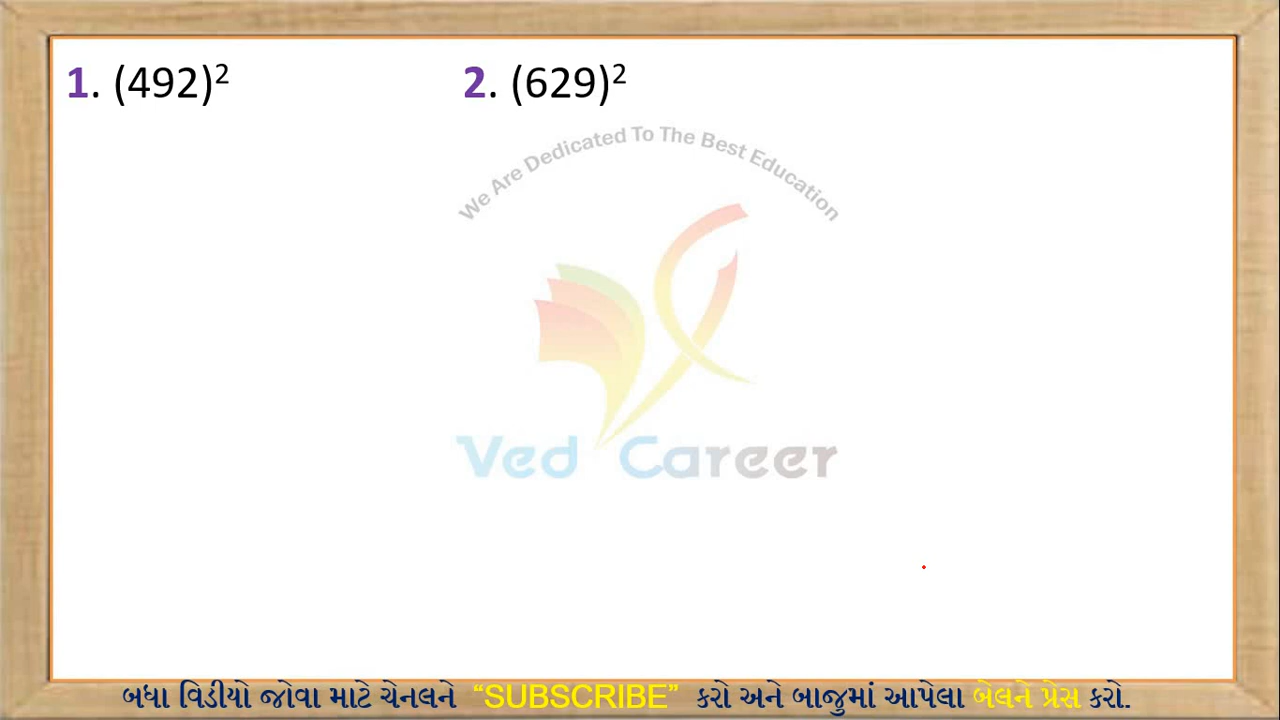 1. (492)² 2. (629)²
We Are Dedicated To The Best Education
Ved Career
બધા વિડીયો જોવા માટે ચેનલને “SUBSCRIBE” કરો અને બાજુમાં આપેલા બેલને પ્રેસ કરો.